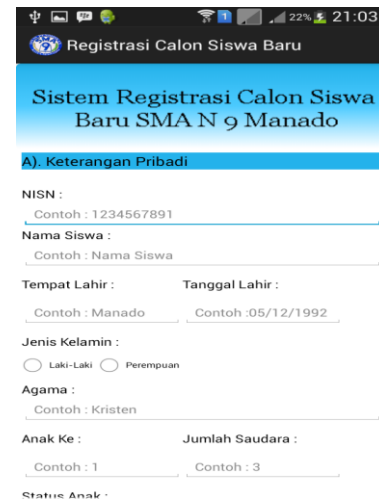 22% 21:03
Registrasi Calon Siswa Baru
Sistem Registrasi Calon Siswa
Baru SMA N 9 Manado
A). Keterangan Pribadi
NISN :
Contoh : 1234567891
Nama Siswa :
Contoh : Nama Siswa
Tempat Lahir : Tanggal Lahir :
Contoh : Manado Contoh :05/12/1992
Jenis Kelamin :
Laki-Laki Perempuan
Agama :
Contoh : Kristen
Anak Ke : Jumlah Saudara :
Contoh : 1 Contoh : 3
Status Anak :